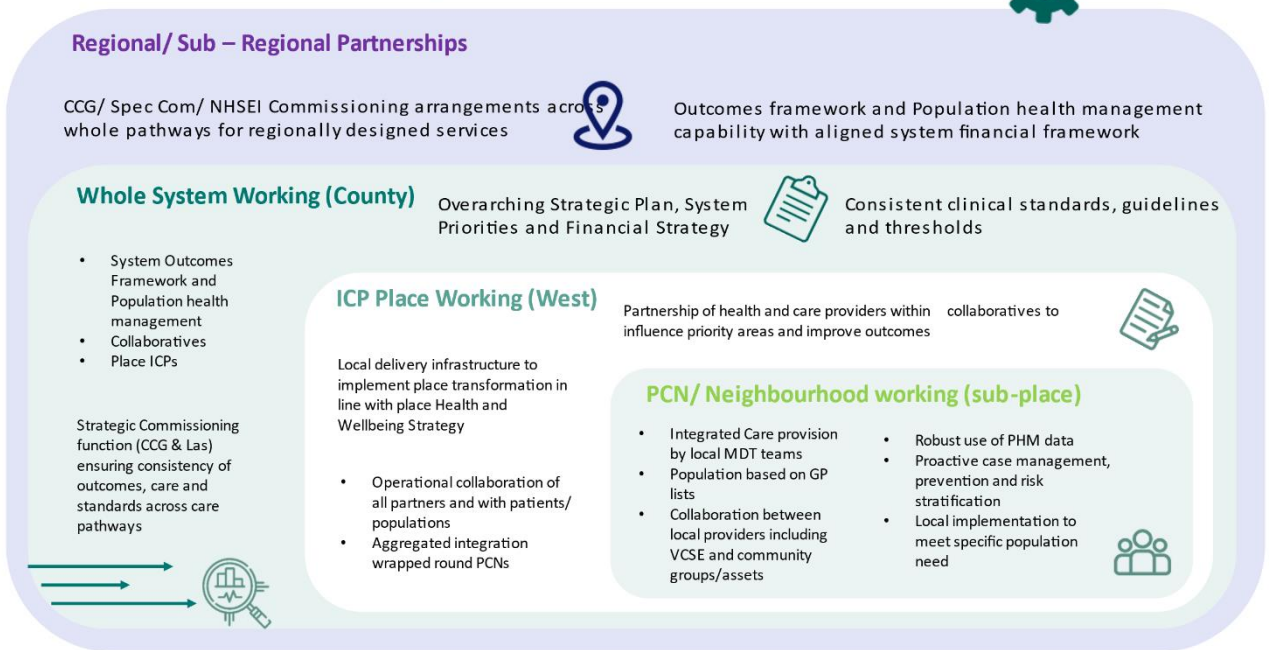 Regional/ Sub – Regional Partnerships
CCG/ Spec Com/ NHSEI Commissioning arrangements across
whole pathways for regionally designed services
Outcomes framework and Population health management
capability with aligned system financial framework
Whole System Working (County)
Overarching Strategic Plan, System
Priorities and Financial Strategy
Consistent clinical standards, guidelines
and thresholds
• System Outcomes
Framework and
Population health
management
• Collaboratives
• Place ICPs
Strategic Commissioning
function (CCG & Las)
ensuring consistency of
outcomes, care and
standards across care
pathways
ICP Place Working (West)
Partnership of health and care providers within collaboratives to
influence priority areas and improve outcomes
Local delivery infrastructure to
implement place transformation in
line with place Health and
Wellbeing Strategy
• Operational collaboration of
all partners and with patients/
populations
• Aggregated integration
wrapped round PCNs
PCN/ Neighbourhood working (sub-place)
• Integrated Care provision
by local MDT teams
• Population based on GP
lists
• Collaboration between
local providers including
VCSE and community
groups/assets
• Robust use of PHM data
• Proactive case management,
prevention and risk
stratification
• Local implementation to
meet specific population
need